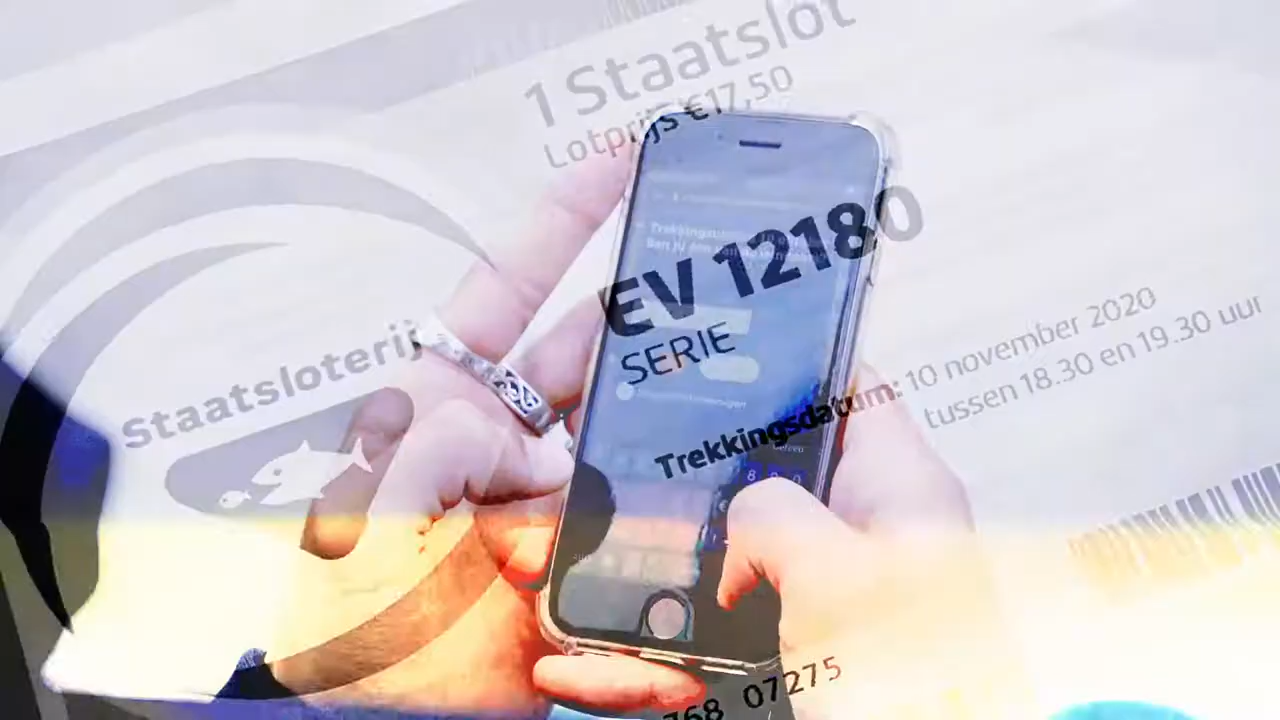 1 Staatslot
Lotprijs €17,50
EV 12180
SERIE
Staatsloterij
Trekkingsdatum: 10 november 2020
tussen 18.30 en 19.30 uur
768 07275